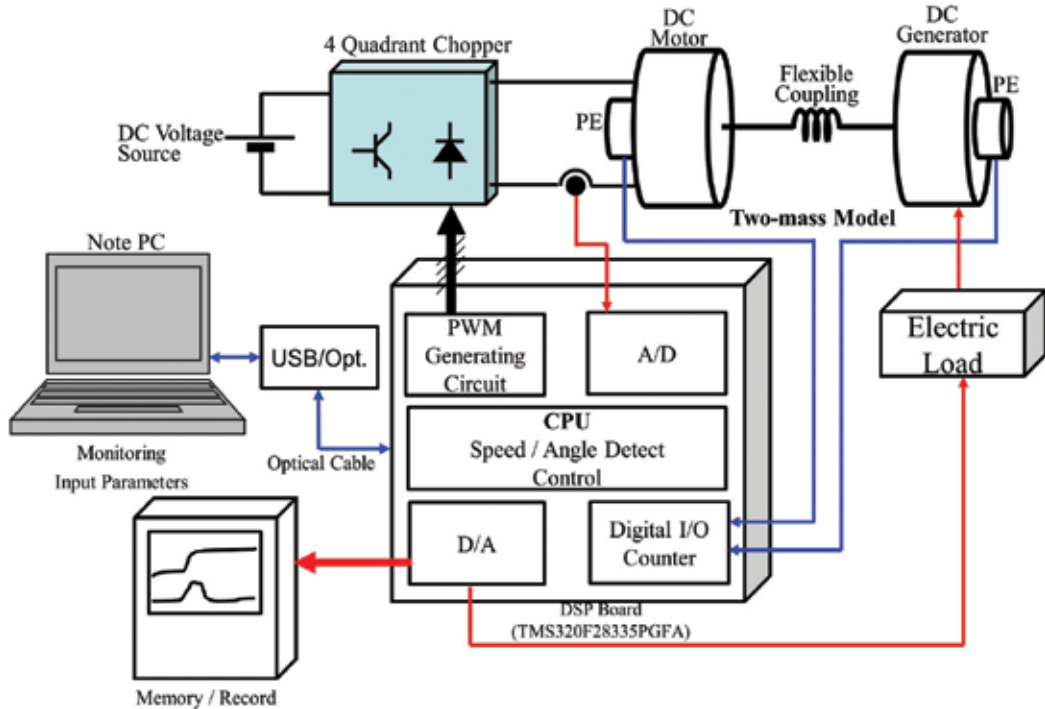 4 Quadrant Chopper
DC
Motor
DC
Generator
Flexible
Coupling
PE
PE
DC Voltage
Source
Two-mass Model
Note PC
USB/Opt.
PWM
Generating
Circuit
A/D
Electric
Load
CPU
Speed / Angle Detect
Control
Optical Cable
Monitoring
Input Parameters
D/A
Digital I/O
Counter
DSP Board
(TMS320F28335PGFA)
Memory / Record